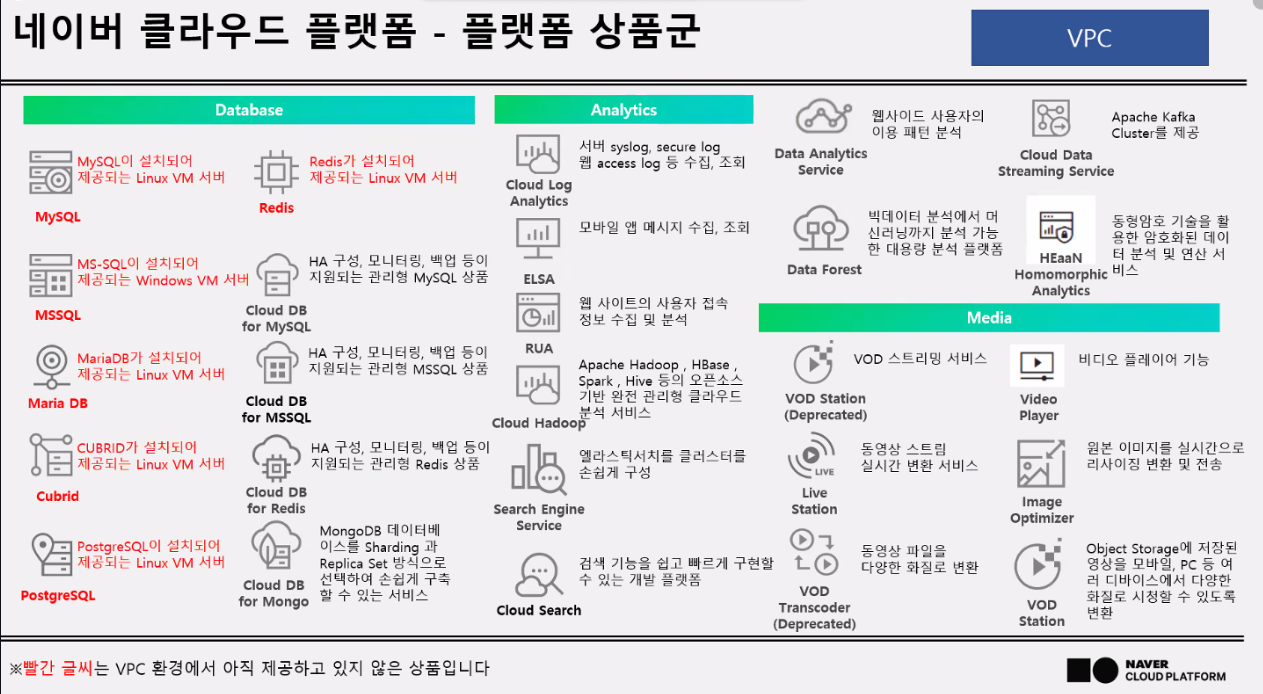 네이버 클라우드 플랫폼 - 플랫폼 상품군
VPC
Database
MySQL이 설치되어
제공되는 Linux VM 서버
MySQL
Redis가 설치되어
제공되는 Linux VM 서버
Redis
MS-SQL이 설치되어
제공되는 Windows VM 서버
MSSQL
HA 구성, 모니터링, 백업 등이
지원되는 관리형 MySQL 상품
Cloud DB
for MySQL
MariaDB가 설치되어
제공되는 Linux VM 서버
Maria DB
HA 구성, 모니터링, 백업 등이
지원되는 관리형 MSSQL 상품
Cloud DB
for MSSQL
CUBRID가 설치되어
제공되는 Linux VM 서버
Cubrid
HA 구성, 모니터링, 백업 등이
지원되는 관리형 Redis 상품
Cloud DB
for Redis
PostgreSQL이 설치되어
제공되는 Linux VM 서버
PostgreSQL
MongoDB 데이터베
이스를 Sharding 과
Replica Set 방식으로
선택하여 손쉽게 구축
할 수 있는 서비스
Cloud DB
for Mongo
Analytics
서버 syslog, secure log
웹 access log 등 수집, 조회
Cloud Log
Analytics
모바일 앱 메시지 수집, 조회
ELSA
웹 사이트의 사용자 접속
정보 수집 및 분석
RUA
Apache Hadoop , HBase ,
Spark , Hive 등의 오픈소스
기반 완전 관리형 클라우드
분석 서비스
Cloud Hadoop
엘라스틱서치를 클러스터를
손쉽게 구성
Search Engine
Service
검색 기능을 쉽고 빠르게 구현할
수 있는 개발 플랫폼
Cloud Search
웹사이드 사용자의
이용 패턴 분석
Data Analytics
Service
Apache Kafka
Cluster를 제공
Cloud Data
Streaming Service
빅데이터 분석에서 머
신러닝까지 분석 가능
한 대용량 분석 플랫폼
Data Forest
동형암호 기술을 활
용한 암호화된 데이
터 분석 및 연산 서
비스
HEaaN
Homomorphic
Analytics
Media
VOD 스트리밍 서비스
VOD Station
(Deprecated)
비디오 플레이어 기능
Video
Player
동영상 스트림
실시간 변환 서비스
LIVE
Live
Station
원본 이미지를 실시간으로
리사이징 변환 및 전송
Image
Optimizer
동영상 파일을
다양한 화질로 변환
VOD
Transcoder
(Deprecated)
Object Storage에 저장된
영상을 모바일, PC 등 여
러 디바이스에서 다양한
화질로 시청할 수 있도록
변환
VOD
Station
※빨간 글씨는 VPC 환경에서 아직 제공하고 있지 않은 상품입니다
NAVER
CLOUD PLATFORM